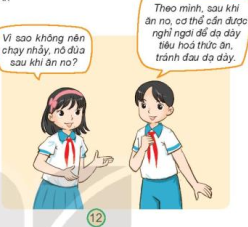 Vì sao không nên
chạy nhảy, nô đùa
sau khi ăn no?
Theo mình, sau khi
ăn no, cơ thể cần được
nghỉ ngơi để dạ dày
tiêu hoá thức ăn,
tránh đau dạ dày.
12